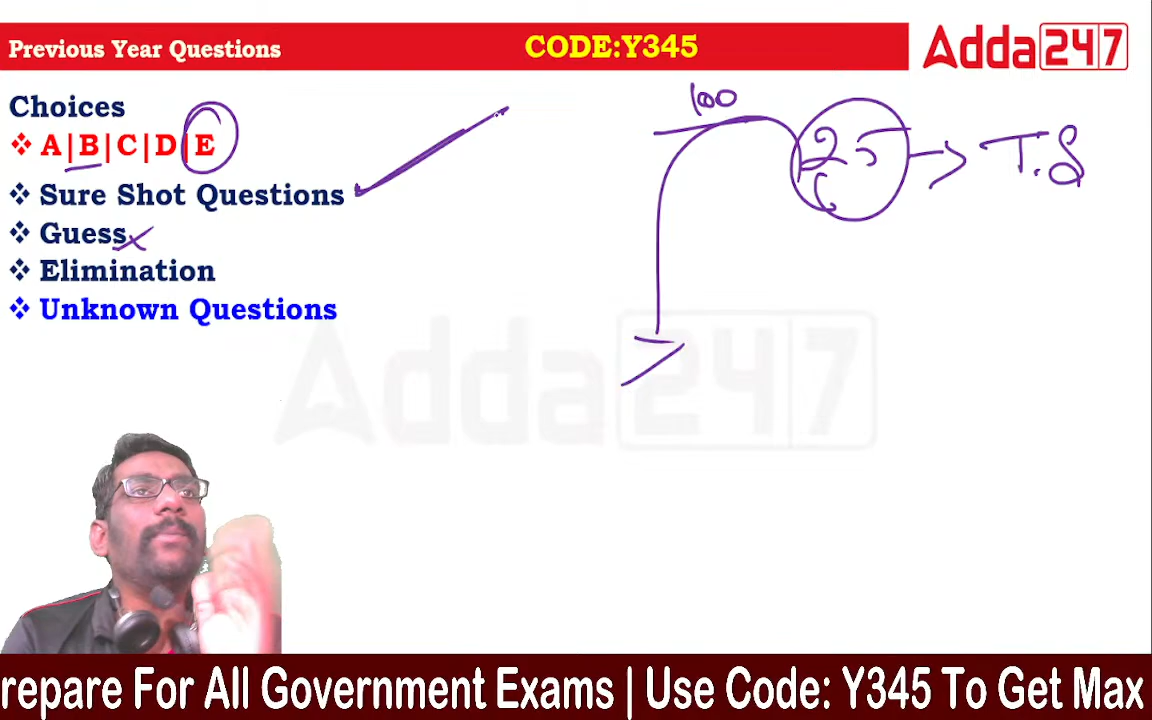 Previous Year Questions
CODE:Y345
Adda247
Choices
❖ A|B|C|D|E
❖ Sure Shot Questions
❖ Guess
❖ Elimination
❖ Unknown Questions
100
25
T.S
Adda247
repare For All Government Exams | Use Code: Y345 To Get Max